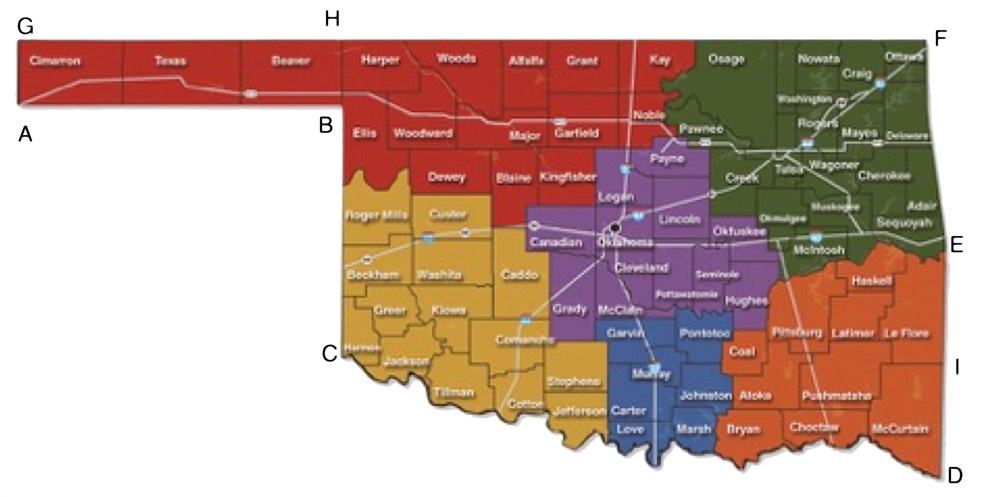 H
G
F
Cimarron Texas Beaver Harper Woods Alfalfa Grant Kay Osage Nowata Ottawa
Craig
Washington
A B
Ellis Woodward Major Garfield Noble Pawnee Rogers Mayes Delaware
Payne
Dewey Blaine Kingfisher Creek Tulsa Wagoner Cherokee
Logan
Roger Mills Custer Lincoln Okmulgee Muskogee Adair
Sequoyah
Canadian Oklahoma Okfuskee McIntosh E
Beckham Washita Caddo Cleveland Seminole Haskell
Pottawatomie Hughes
Greer Kiowa Grady McClain
Comanche Garvin Pontotoc Pittsburg Latimer Le Flore
C Harmon Jackson Coal I
Murray
Tillman Stephens Johnston Atoka Pushmataha
Cotton Jefferson Carter
Love Marsh Bryan Choctaw McCurtain
D